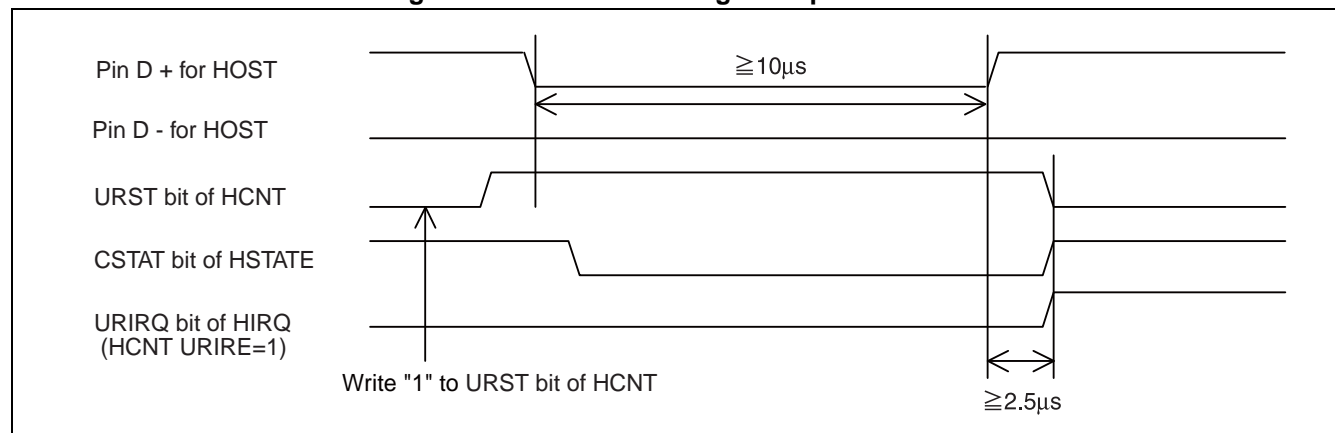 Pin D + for HOST
≧10μs
Pin D - for HOST
URST bit of HCNT
CSTAT bit of HSTATE
URIRQ bit of HIRQ
(HCNT URIRE=1)
Write "1" to URST bit of HCNT
≧2.5μs